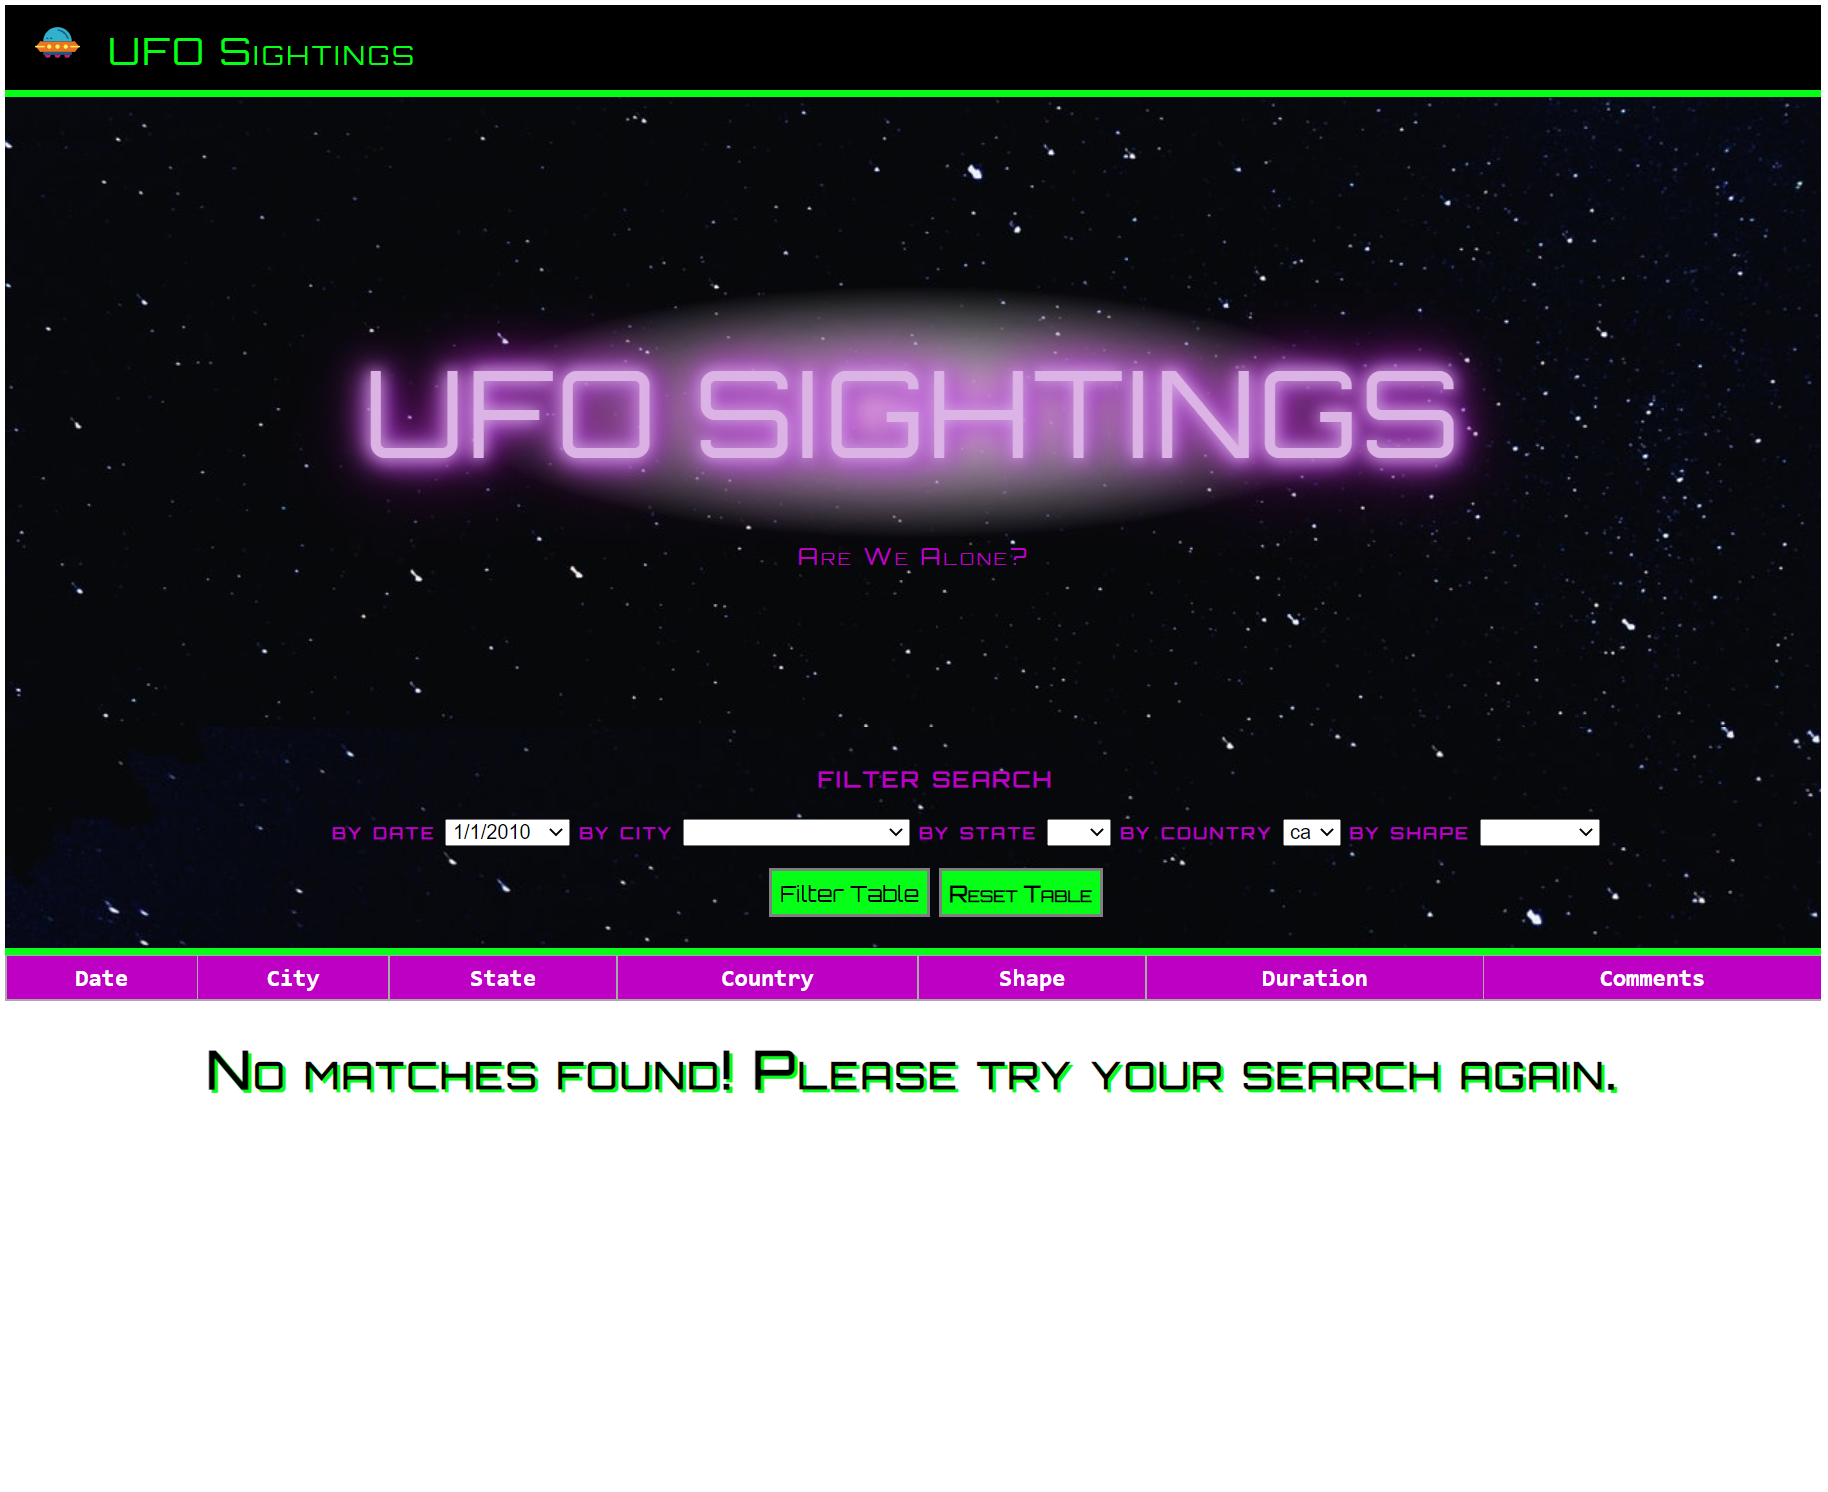 UFO Sightings
UFO SIGHTINGS
Are We Alone?
FILTER SEARCH
BY DATE 1/1/2010 BY CITY BY STATE BY COUNTRY ca BY SHAPE
Filter Table Reset Table
Date City State Country Shape Duration Comments
No matches found! Please try your search again.